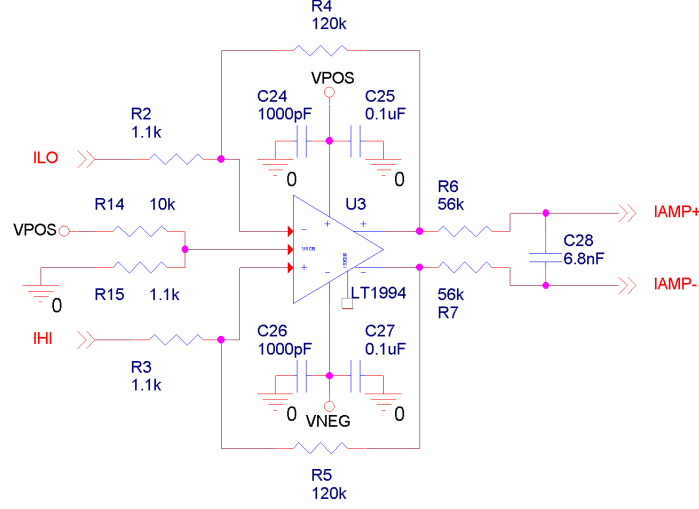 R4
120k
VPOS
C24
1000pF
C25
0.1uF
R2
1.1k
ILO
0
0
R14 10k
U3
R6
56k
IAMP+
VPOS
C28
6.8nF
R15 1.1k
0
LT1994
IAMP-
56k
R7
IHI
C26
1000pF
C27
0.1uF
R3
1.1k
0
0
VNEG
R5
120k